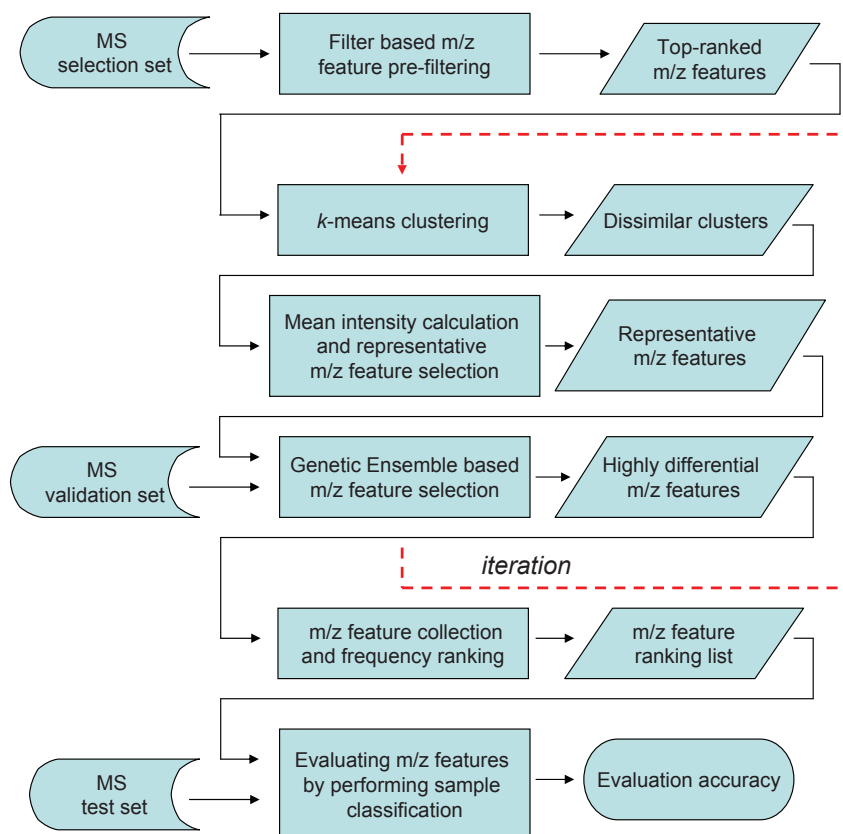 MS
selection set
Filter based m/z
feature pre-filtering
Top-ranked
m/z features
k-means clustering
Dissimilar clusters
Mean intensity calculation
and representative
m/z feature selection
Representative
m/z features
MS
validation set
Genetic Ensemble based
m/z feature selection
Highly differential
m/z features
iteration
m/z feature collection
and frequency ranking
m/z feature
ranking list
MS
test set
Evaluating m/z features
by performing sample
classification
Evaluation accuracy